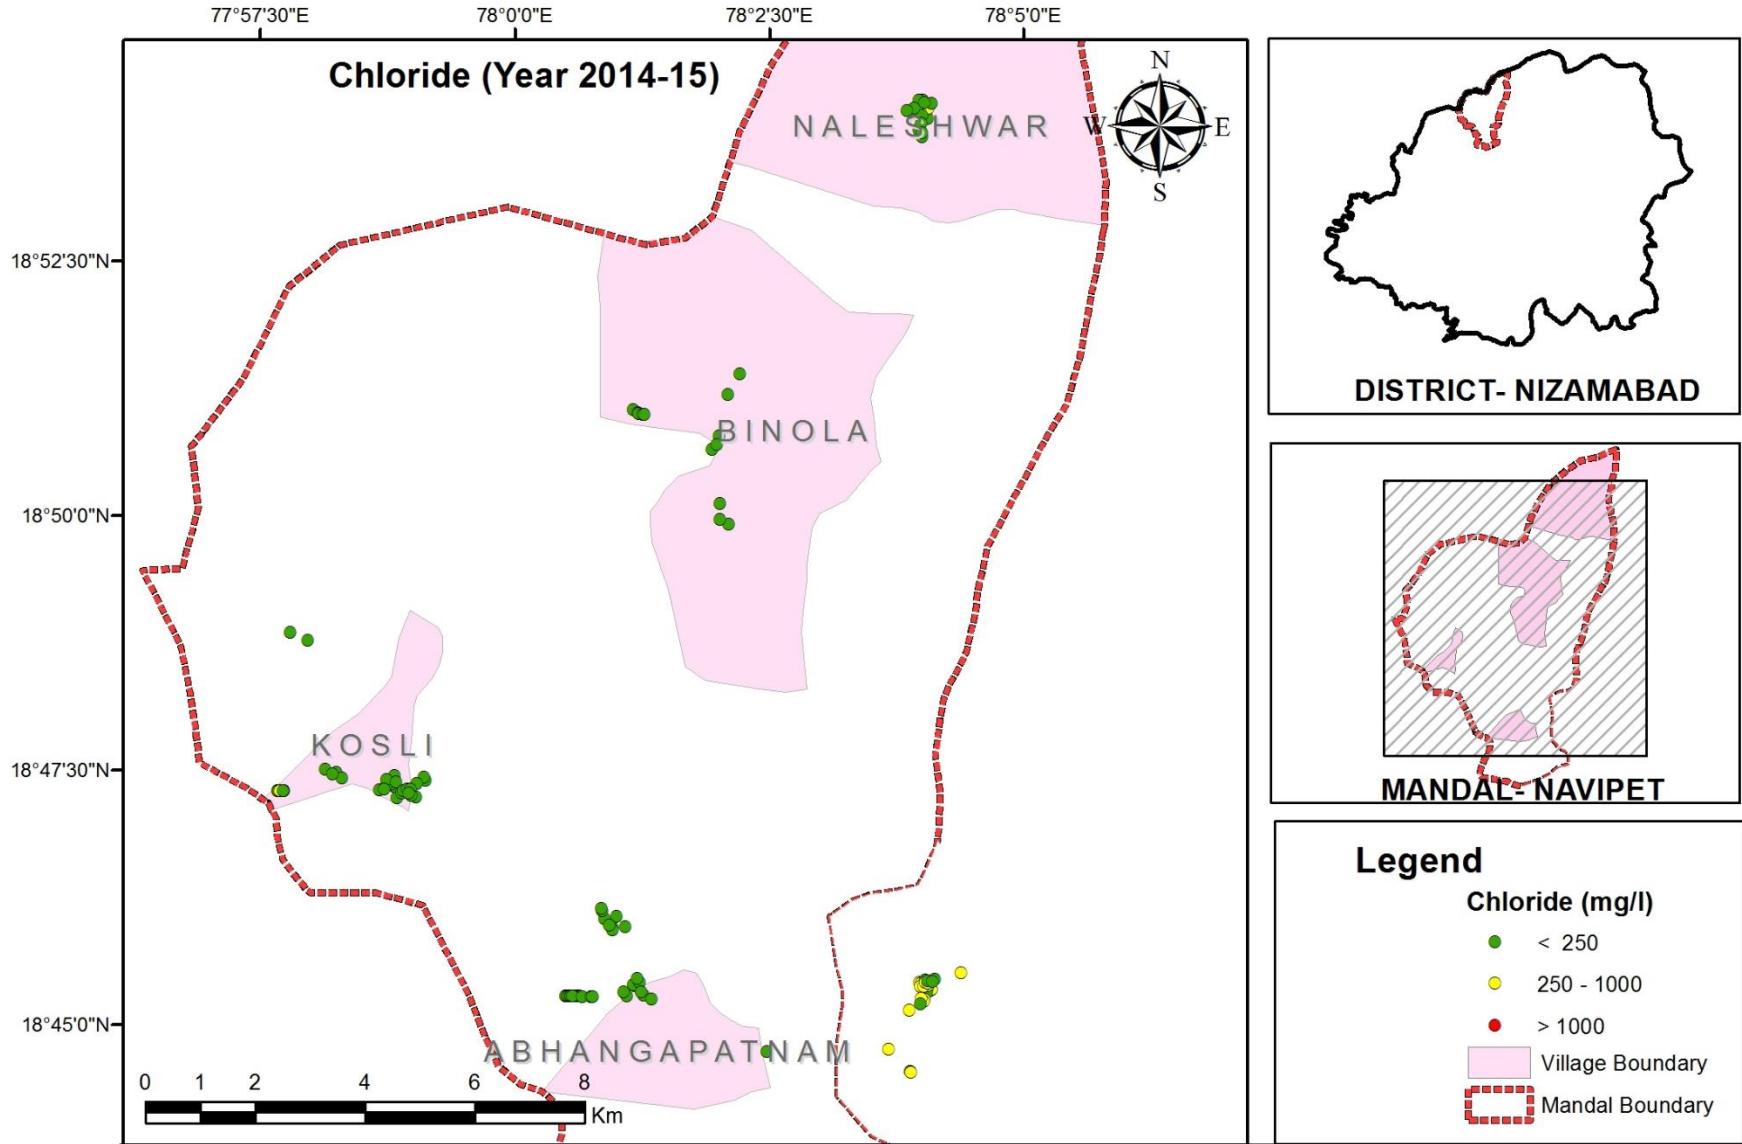 77°57'30"E
78°0'0"E
78°2'30"E
78°5'0"E
Chloride (Year 2014-15)
N
W
E
S
NALESHWAR
18°52'30"N
BINOLA
18°50'0"N
KOSLI
18°47'30"N
18°45'0"N
ABHANGAPATNAM
0 1 2 4 6 8
Km
DISTRICT- NIZAMABAD
MANDAL- NAVIPET
Legend
Chloride (mg/l)
< 250
250 - 1000
> 1000
Village Boundary
Mandal Boundary